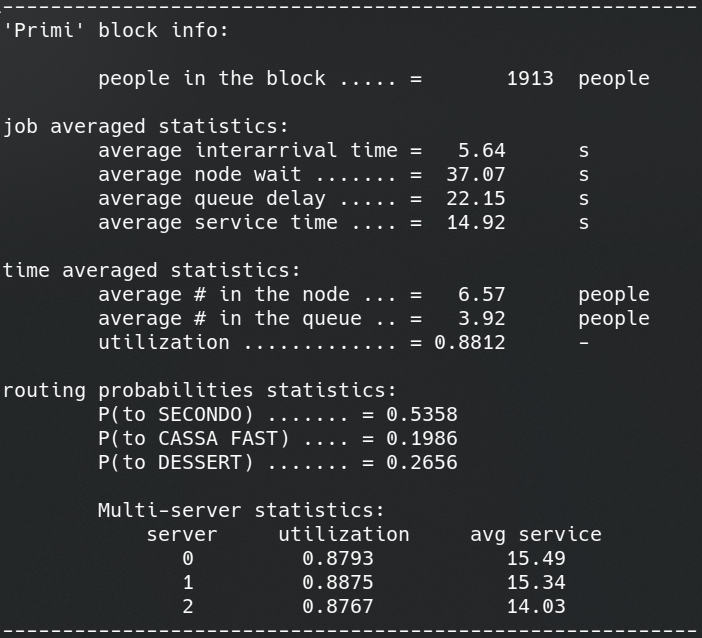 --------------------------------------------------------------
'Primi' block info:
people in the block ..... = 1913 people
job averaged statistics:
average interarrival time = 5.64 s
average node wait ....... = 37.07 s
average queue delay ..... = 22.15 s
average service time .... = 14.92 s
time averaged statistics:
average # in the node ... = 6.57 people
average # in the queue .. = 3.92 people
utilization ............. = 0.8812 -
routing probabilities statistics:
P(to SECONDO) ....... = 0.5358
P(to CASSA FAST) .... = 0.1986
P(to DESSERT) ....... = 0.2656
Multi-server statistics:
server utilization avg service
0 0.8793 15.49
1 0.8875 15.34
2 0.8767 14.03
--------------------------------------------------------------